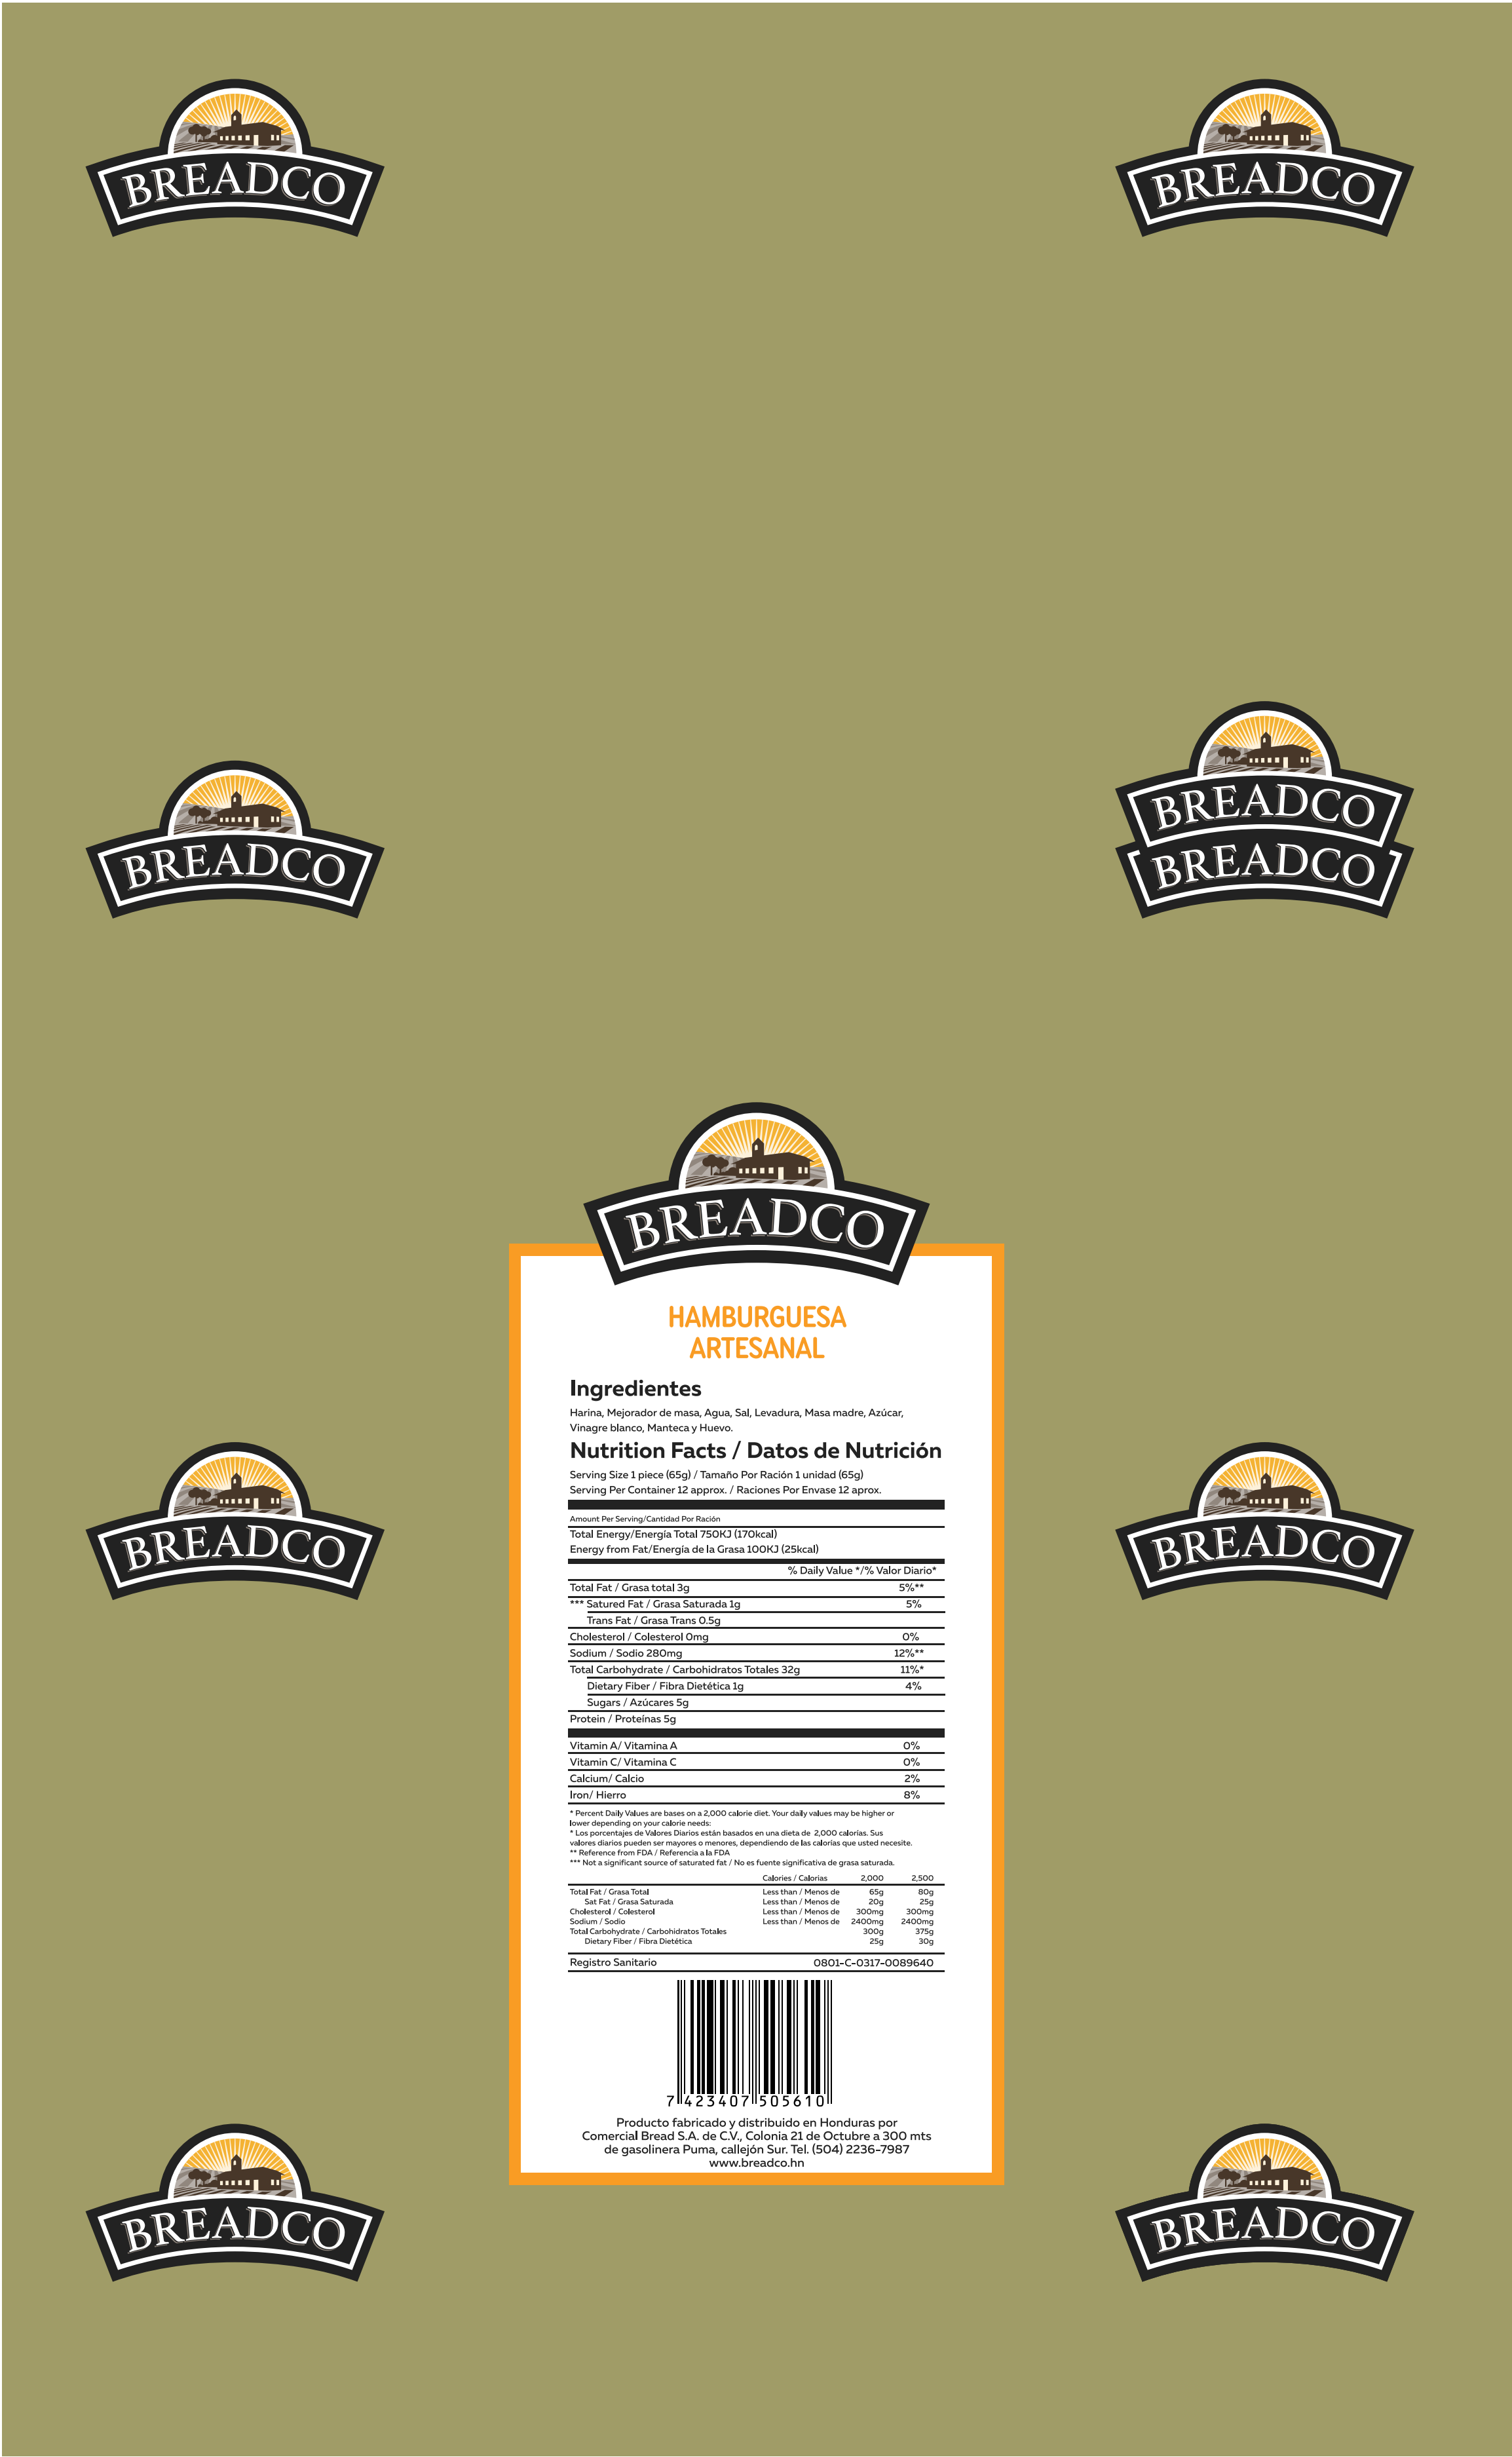 BREADCO
BREADCO
BREADCO
BREADCO
BREADCO
BREADCO
HAMBURGUESA
ARTESANAL
Ingredientes
Harina, Mejorador de masa, Agua, Sal, Levadura, Masa madre, Azúcar,
Vinagre blanco, Manteca y Huevo.
Nutrition Facts / Datos de Nutrición
Serving Size 1 piece (65g) / Tamaño Por Ración 1 unidad (65g)
Serving Per Container 12 approx. / Raciones Por Envase 12 aprox.
Amount Per Serving/Cantidad Por Ración
Total Energy/Energía Total 750KJ (170kcal)
Energy from Fat/Energía de la Grasa 100KJ (25kcal)
% Daily Value */% Valor Diario*
Total Fat / Grasa total 3g 5%**
*** Satured Fat / Grasa Saturada 1g 5%
Trans Fat / Grasa Trans 0.5g
Cholesterol / Colesterol 0mg 0%
Sodium / Sodio 280mg 12%**
Total Carbohydrate / Carbohidratos Totales 32g 11%*
Dietary Fiber / Fibra Dietética 1g 4%
Sugars / Azúcares 5g
Protein / Proteínas 5g
Vitamin A/ Vitamina A 0%
Vitamin C/ Vitamina C 0%
Calcium/ Calcio 2%
Iron/ Hierro 8%
* Percent Daily Values are bases on a 2,000 calorie diet. Your daily values may be higher or
lower depending on your calorie needs:
* Los porcentajes de Valores Diarios están basados en una dieta de 2,000 calorías. Sus
valores diarios pueden ser mayores o menores, dependiendo de las calorías que usted necesite.
** Reference from FDA / Referencia a la FDA
*** Not a significant source of saturated fat / No es fuente significativa de grasa saturada.
Calories / Calorias 2,000 2,500
Total Fat / Grasa Total Less than / Menos de 65g 80g
Sat Fat / Grasa Saturada Less than / Menos de 20g 25g
Cholesterol / Colesterol Less than / Menos de 300mg 300mg
Sodium / Sodio Less than / Menos de 2400mg 2400mg
Total Carbohydrate / Carbohidratos Totales 300g 375g
Dietary Fiber / Fibra Dietética 25g 30g
Registro Sanitario 0801-C-0317-0089640
7 423407 505610
Producto fabricado y distribuido en Honduras por
Comercial Bread S.A. de C.V., Colonia 21 de Octubre a 300 mts
de gasolinera Puma, callejón Sur. Tel. (504) 2236-7987
www.breadco.hn
BREADCO
BREADCO
BREADCO
BREADCO